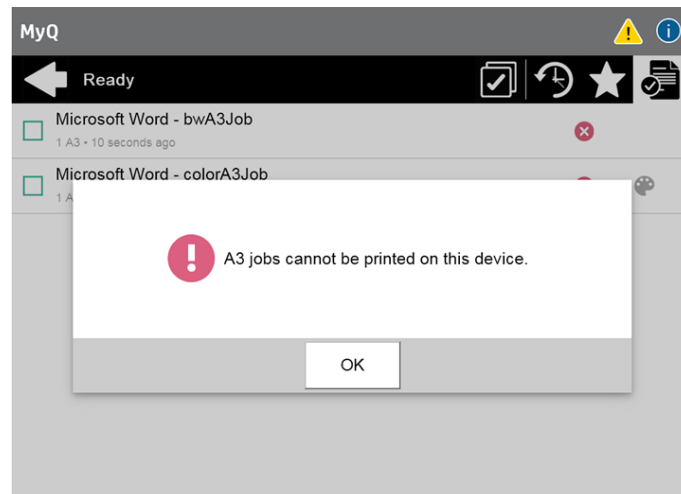 MyQ
Ready
Microsoft Word - bwA3Job
1 A3 • 10 seconds ago
Microsoft Word - colorA3Job
1 A
A3 jobs cannot be printed on this device.
OK